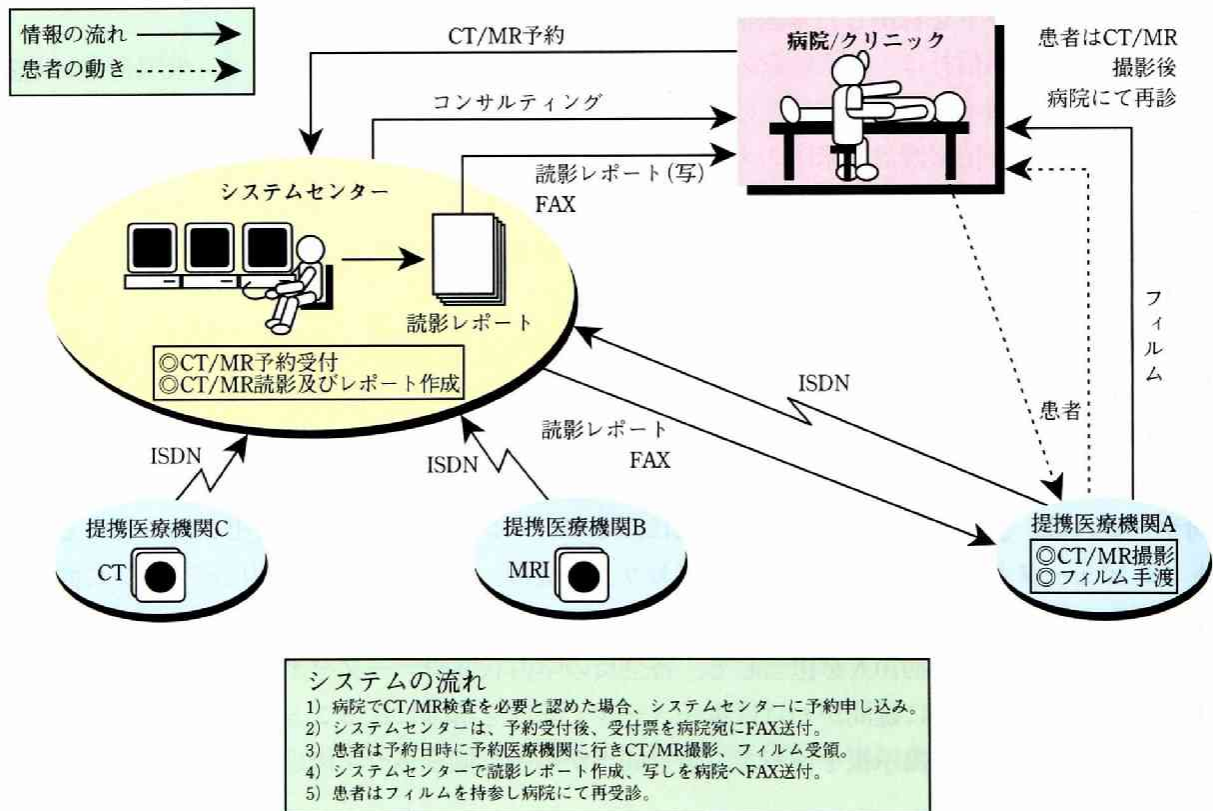 情報の流れ
患者の動き
CT/MR予約
病院/クリニック
患者はCT/MR
撮影後
病院にて再診
コンサルティング
読影レポート(写)
FAX
システムセンター
読影レポート
◎CT/MR予約受付
◎CT/MR読影及びレポート作成
フィルム
ISDN
患者
読影レポート
FAX
ISDN
ISDN
提携医療機関C
CT
提携医療機関B
MRI
提携医療機関A
◎CT/MR撮影
◎フィルム手渡
システムの流れ
1) 病院でCT/MR検査を必要と認めた場合、システムセンターに予約申し込み。
2) システムセンターは、予約受付後、受付票を病院宛にFAX送付。
3) 患者は予約日時に予約医療機関に行きCT/MR撮影、フィルム受領。
4) システムセンターで読影レポート作成、写しを病院へFAX送付。
5) 患者はフィルムを持参し病院にて再受診。